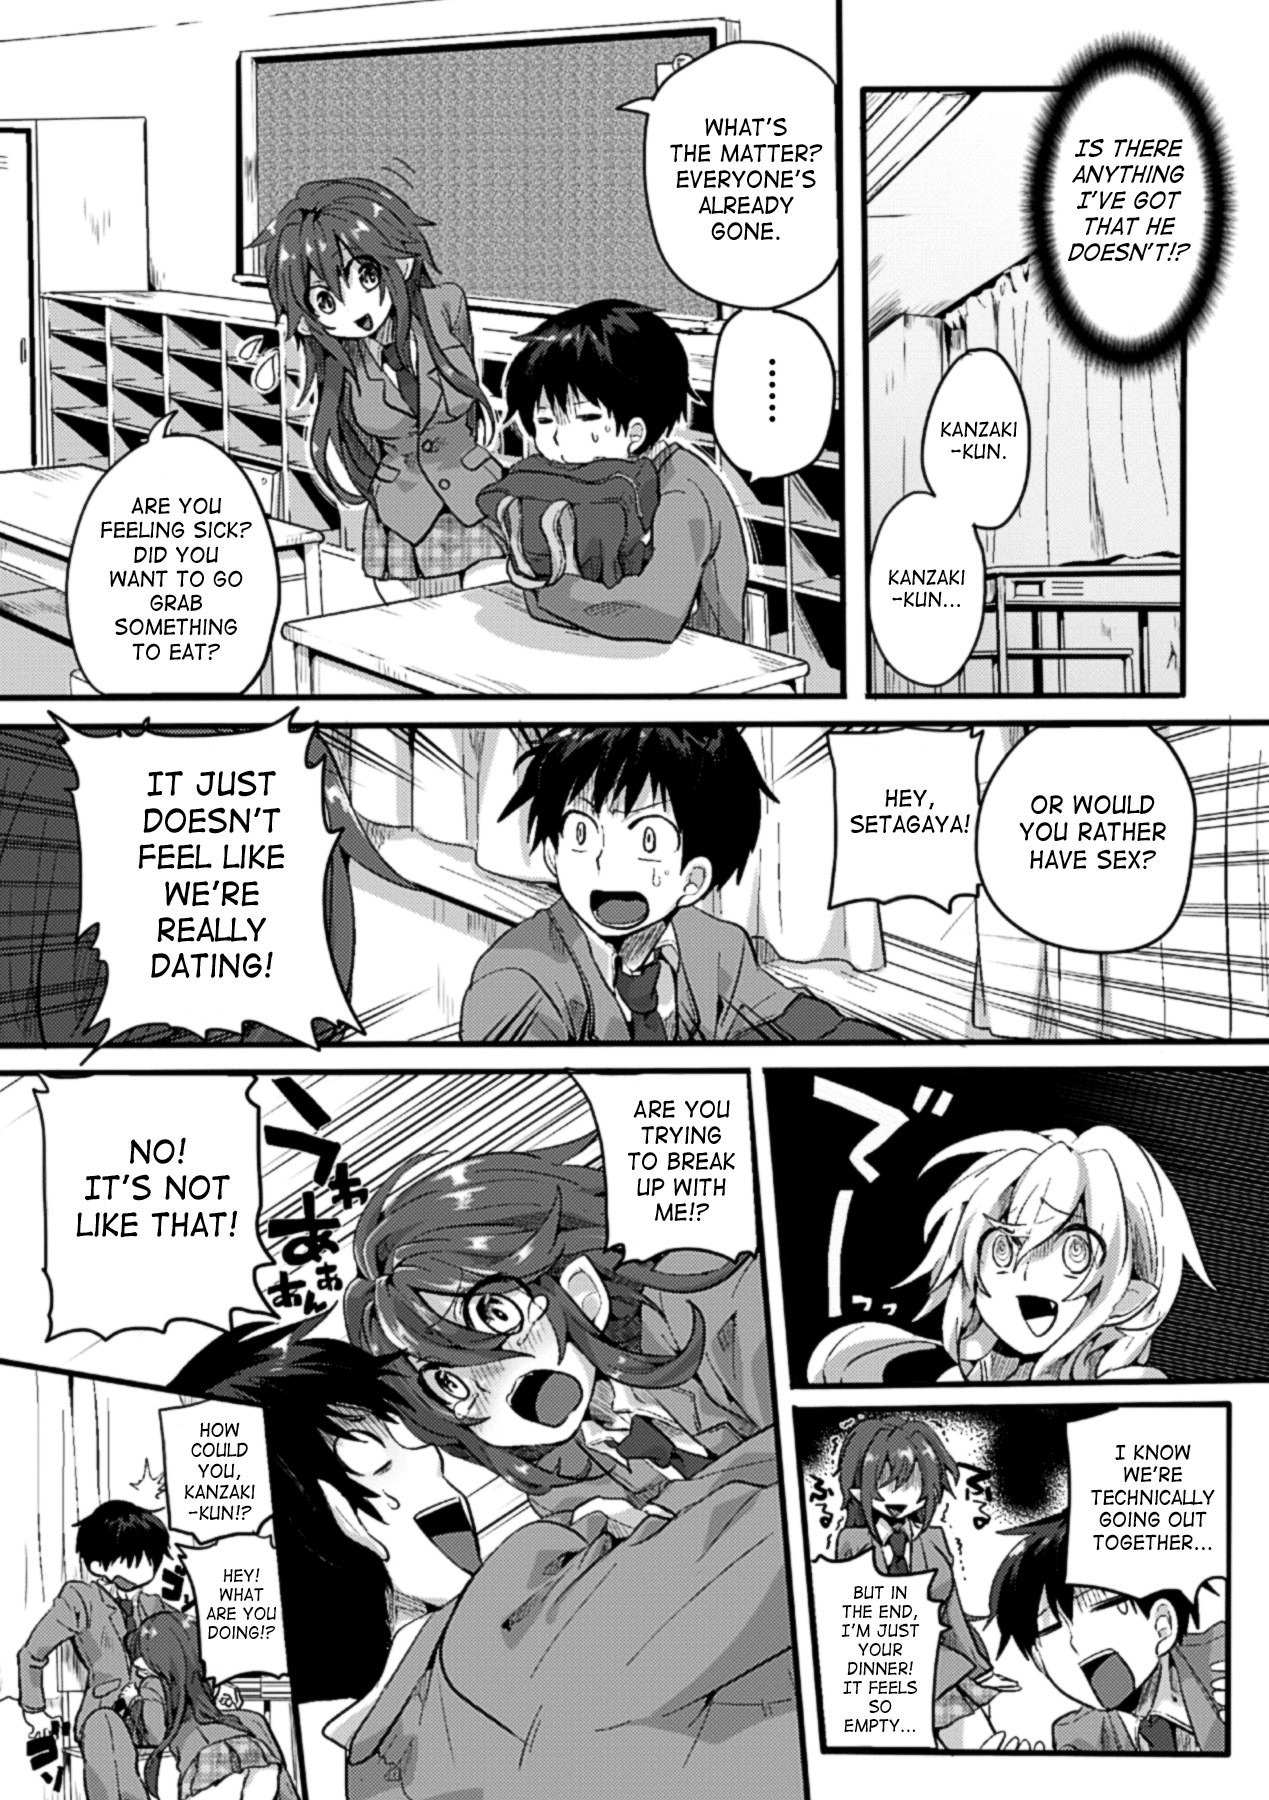 IS THERE
ANYTHING
I'VE GOT
THAT HE
DOESN'T!?
KANZAKI
-KUN.
KANZAKI
-KUN...
WHAT'S
THE MATTER?
EVERYONE'S
ALREADY
GONE.
......
ARE YOU
FEELING SICK?
DID YOU
WANT TO GO
GRAB
SOMETHING
TO EAT?
OR WOULD
YOU RATHER
HAVE SEX?
HEY,
SETAGAYA!
IT JUST
DOESN'T
FEEL LIKE
WE'RE
REALLY
DATING!
I KNOW
WE'RE
TECHNICALLY
GOING OUT
TOGETHER...
BUT IN
THE END,
I'M JUST
YOUR
DINNER!
IT FEELS
SO
EMPTY...
ARE YOU
TRYING
TO BREAK
UP WITH
ME!?
NO!
IT'S NOT
LIKE THAT!
HOW
COULD
YOU,
KANZAKI
-KUN!?
HEY!
WHAT
ARE YOU
DOING!?